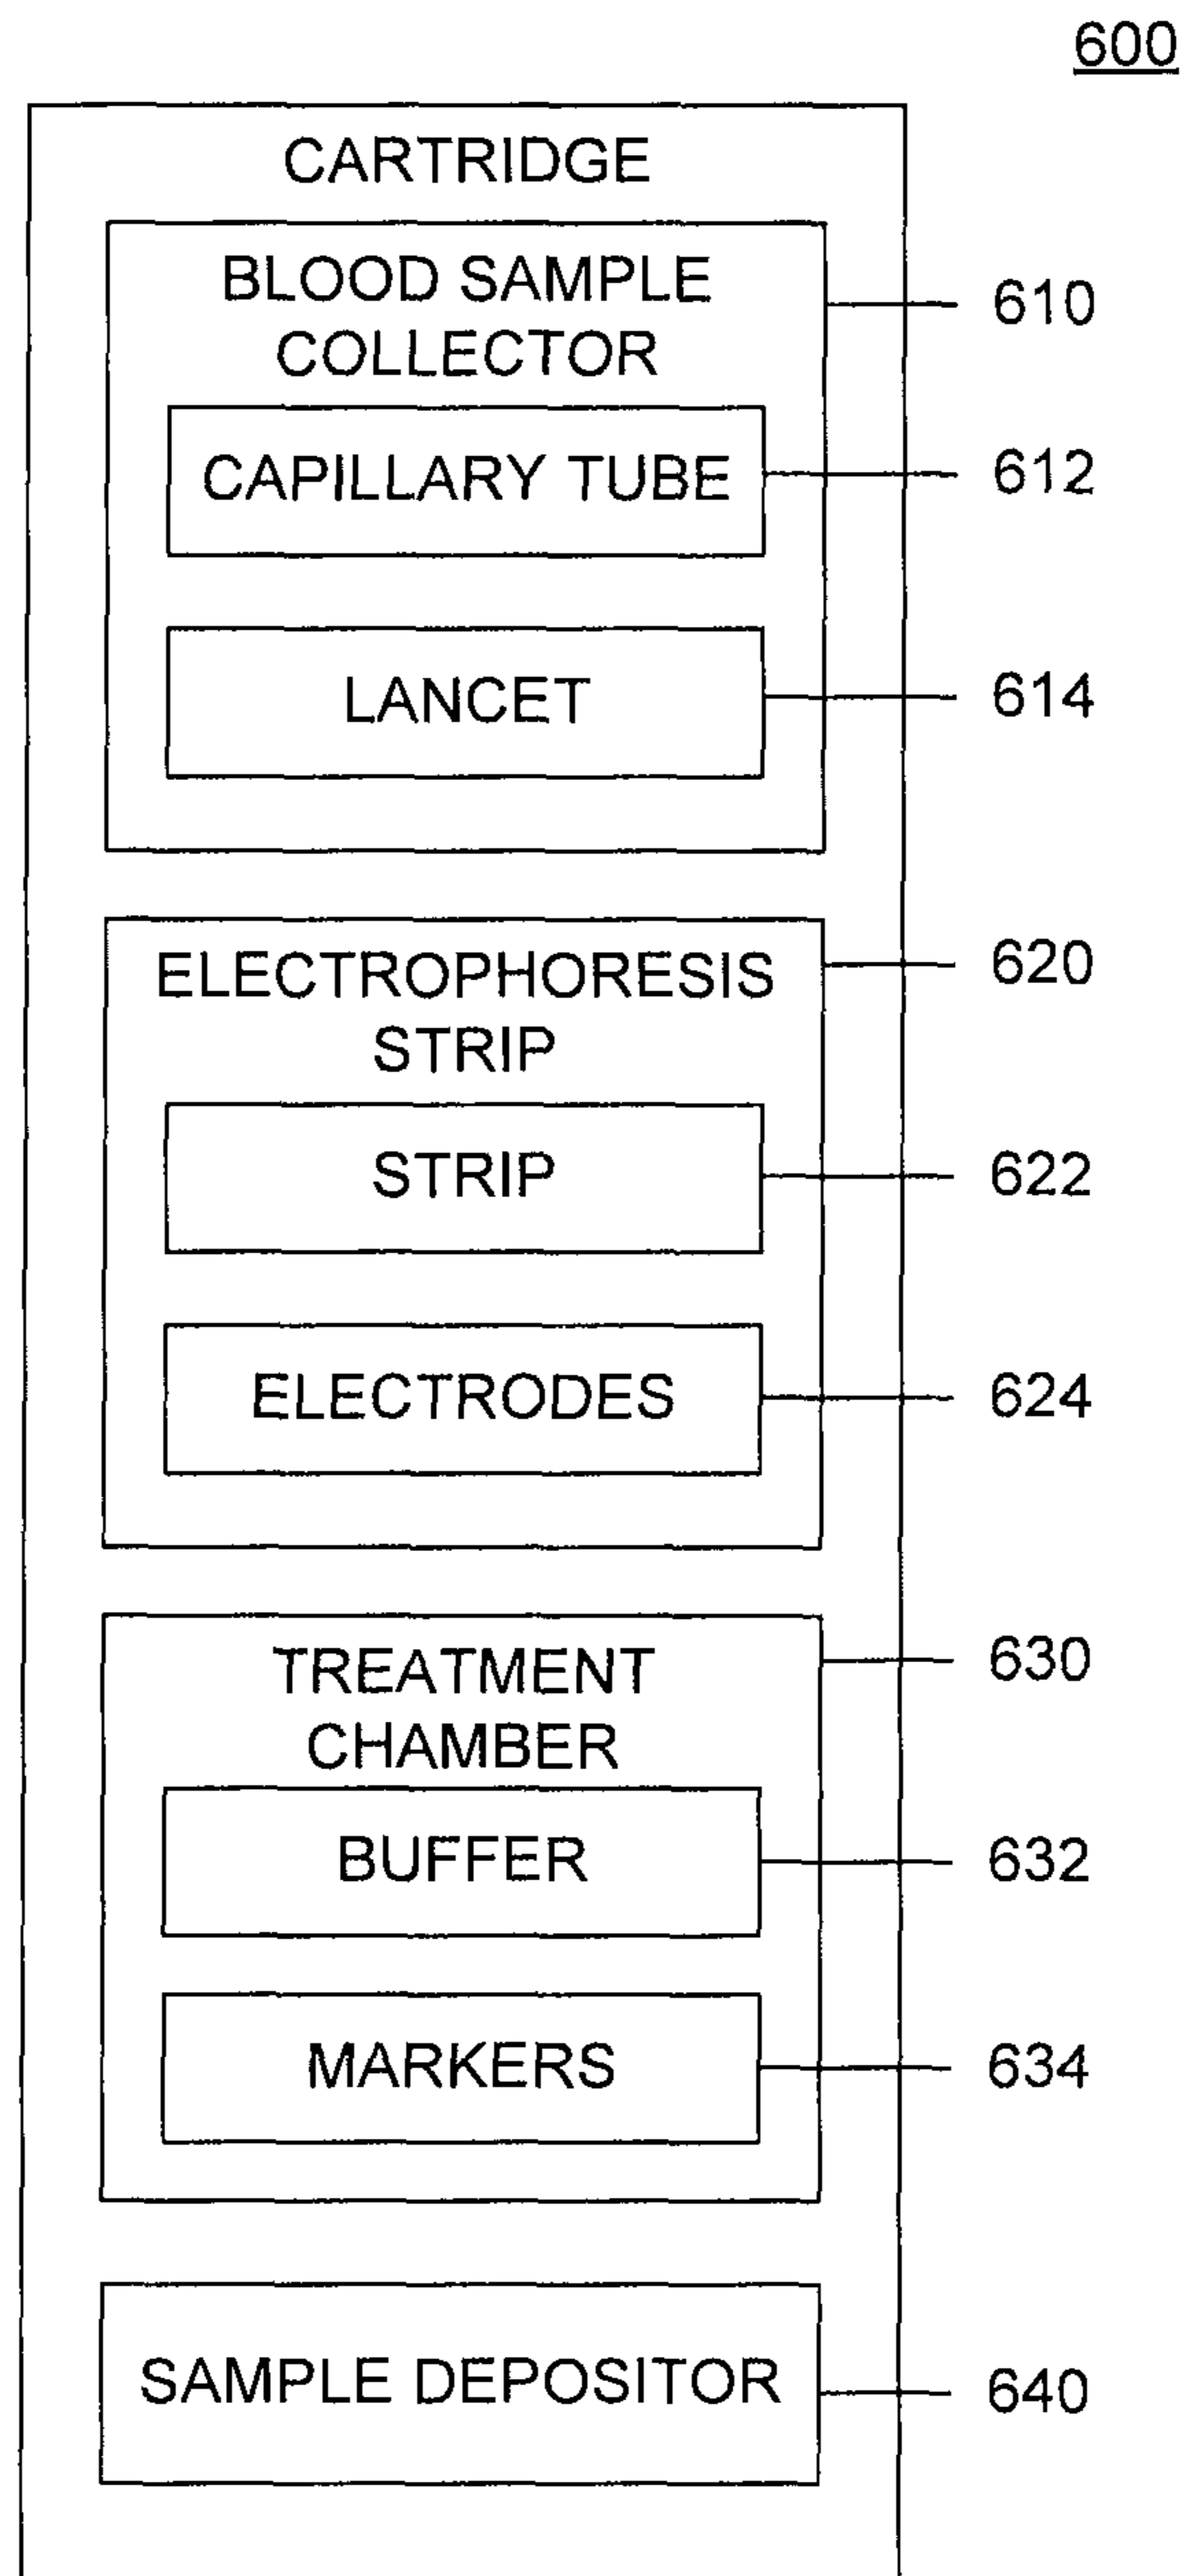 600
CARTRIDGE
BLOOD SAMPLE
COLLECTOR
610
CAPILLARY TUBE
612
LANCET
614
ELECTROPHORESIS
STRIP
620
STRIP
622
ELECTRODES
624
TREATMENT
CHAMBER
630
BUFFER
632
MARKERS
634
SAMPLE DEPOSITOR
640